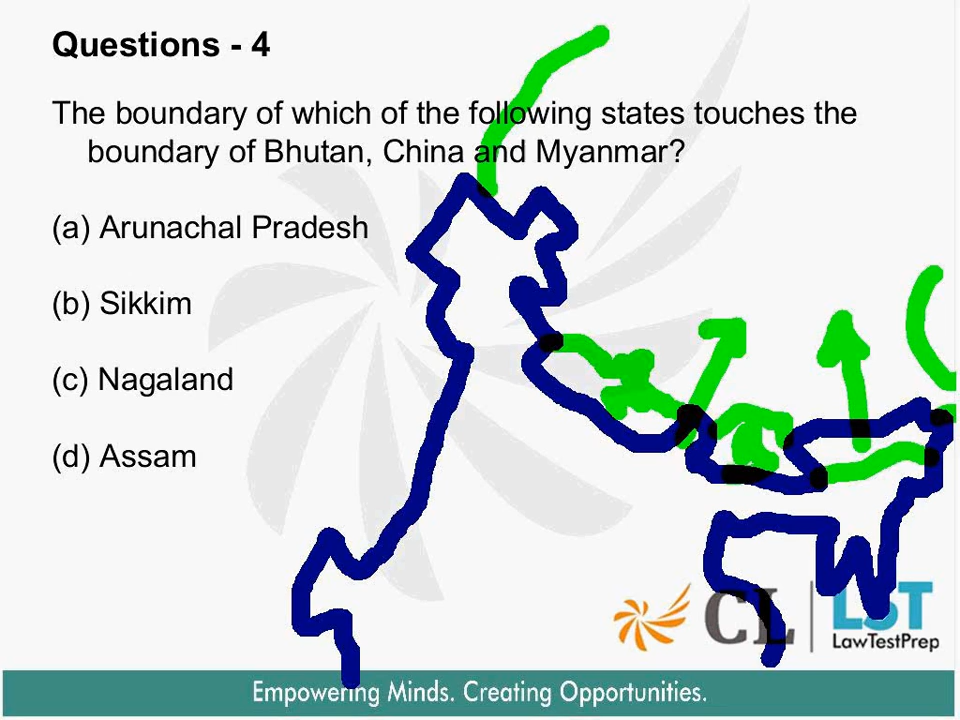 Questions - 4
The boundary of which of the following states touches the
boundary of Bhutan, China and Myanmar?
(a) Arunachal Pradesh
(b) Sikkim
(c) Nagaland
(d) Assam
CL LST
LawTestPrep
Empowering Minds. Creating Opportunities.